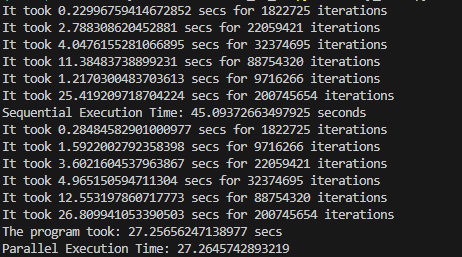 It took 0.22996759414672852 secs for 1822725 iterations
It took 2.788308620452881 secs for 22059421 iterations
It took 4.0476155281066895 secs for 32374695 iterations
It took 11.38483738899231 secs for 88754320 iterations
It took 1.2170300483703613 secs for 9716266 iterations
It took 25.419209718704224 secs for 200745654 iterations
Sequential Execution Time: 45.09372663497925 seconds
It took 0.2848458290100977 secs for 1822725 iterations
It took 1.5922002792358398 secs for 9716266 iterations
It took 3.6021604537963867 secs for 22059421 iterations
It took 4.965150594711304 secs for 32374695 iterations
It took 12.553197860717773 secs for 88754320 iterations
It took 26.809941053390503 secs for 200745654 iterations
The program took: 27.25656247138977 secs
Parallel Execution Time: 27.2645742893219